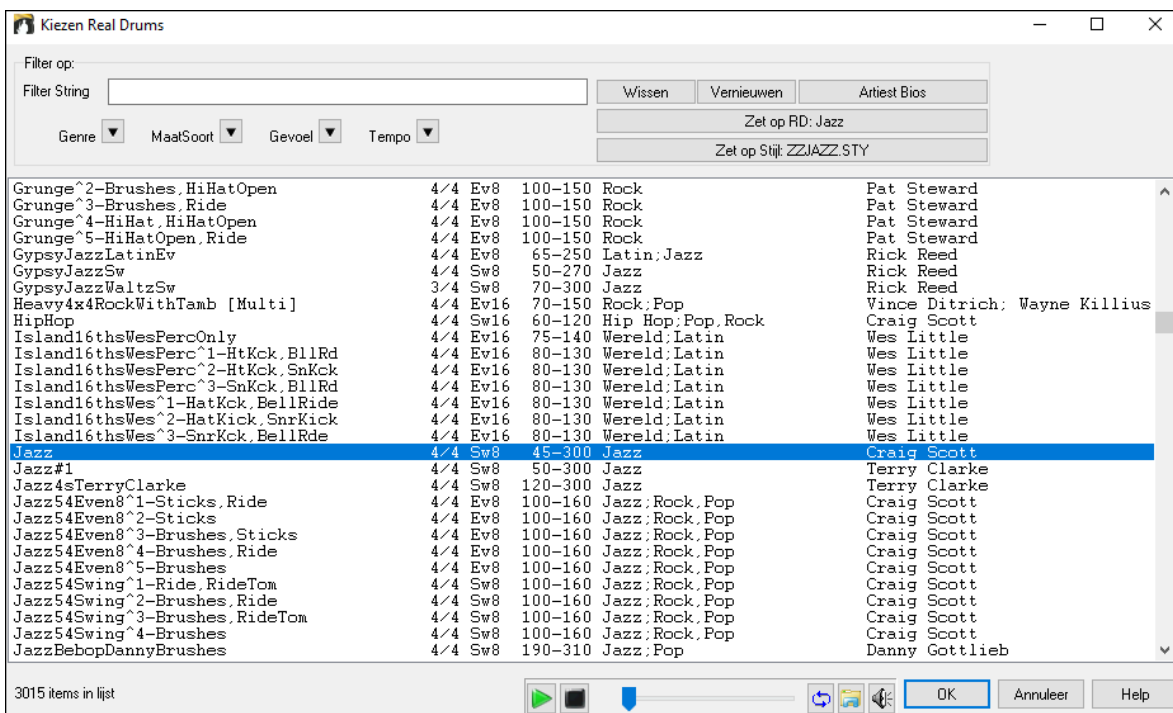 Kiezen Real Drums
Filter op:
Filter String Wissen Vernieuwen Artiest Bios
Zet op RD: Jazz
Genre MaatSoort Gevoel Tempo
Zet op Stijl: ZZJAZZ.STY
Grunge^2-Brushes,HiHatOpen 4/4 Ev8 100-150 Rock Pat Steward
Grunge^3-Brushes,Ride 4/4 Ev8 100-150 Rock Pat Steward
Grunge^4-HiHat,HiHatOpen 4/4 Ev8 100-150 Rock Pat Steward
Grunge^5-HiHatOpen,Ride 4/4 Ev8 100-150 Rock Pat Steward
GypsyJazzLatinEv 4/4 Ev8 65-250 Latin;Jazz Rick Reed
GypsyJazzSw 4/4 Sw8 50-270 Jazz Rick Reed
GypsyJazzWaltzSw 3/4 Sw8 70-300 Jazz Rick Reed
Heavy4x4RockWithTamb [Multi] 4/4 Ev16 70-150 Rock;Pop Vince Ditrich; Wayne Killius
HipHop 4/4 Sw16 60-120 Hip Hop;Pop,Rock Craig Scott
Island16thsWesPercOnly 4/4 Ev16 75-140 Wereld;Latin Wes Little
Island16thsWesPerc^1-HtKck,BllRd 4/4 Ev16 80-130 Wereld;Latin Wes Little
Island16thsWesPerc^2-HtKck,SnKck 4/4 Ev16 80-130 Wereld;Latin Wes Little
Island16thsWesPerc^3-SnKck,BllRd 4/4 Ev16 80-130 Wereld;Latin Wes Little
Island16thsWes^1-HatKck,BellRide 4/4 Ev16 80-130 Wereld;Latin Wes Little
Island16thsWes^2-HatKick,SnrKick 4/4 Ev16 80-130 Wereld;Latin Wes Little
Island16thsWes^3-SnrKck,BellRde 4/4 Ev16 80-130 Wereld;Latin Wes Little
Jazz 4/4 Sw8 45-300 Jazz Craig Scott
Jazz#1 4/4 Sw8 50-300 Jazz Terry Clarke
Jazz4sTerryClarke 4/4 Sw8 120-300 Jazz Terry Clarke
Jazz54Even8^1-Sticks,Ride 4/4 Ev8 100-160 Jazz;Rock,Pop Craig Scott
Jazz54Even8^2-Sticks 4/4 Ev8 100-160 Jazz;Rock,Pop Craig Scott
Jazz54Even8^3-Brushes,Sticks 4/4 Ev8 100-160 Jazz;Rock,Pop Craig Scott
Jazz54Even8^4-Brushes,Ride 4/4 Ev8 100-160 Jazz;Rock,Pop Craig Scott
Jazz54Even8^5-Brushes 4/4 Ev8 100-160 Jazz;Rock,Pop Craig Scott
Jazz54Swing^1-Ride,RideTom 4/4 Sw8 100-160 Jazz;Rock,Pop Craig Scott
Jazz54Swing^2-Brushes,Ride 4/4 Sw8 100-160 Jazz;Rock,Pop Craig Scott
Jazz54Swing^3-Brushes,RideTom 4/4 Sw8 100-160 Jazz;Rock,Pop Craig Scott
Jazz54Swing^4-Brushes 4/4 Sw8 100-160 Jazz;Rock,Pop Craig Scott
JazzBebopDannyBrushes 4/4 Sw8 190-310 Jazz;Pop Danny Gottlieb
3015 items in lijst OK Annuleer Help